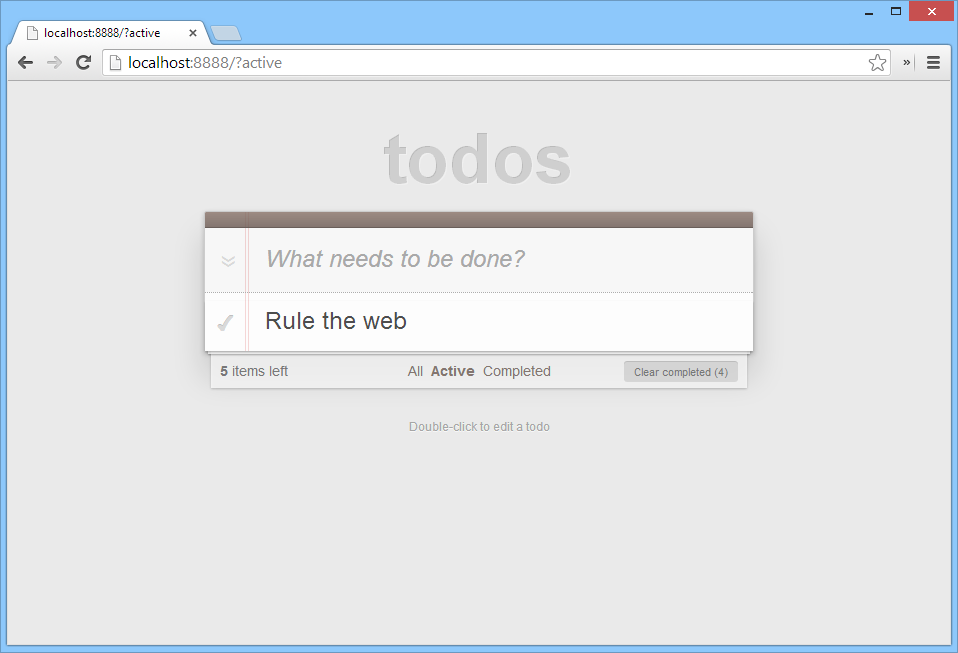 localhost:8888/?active
localhost:8888/?active
todos
What needs to be done?
Rule the web
5 items left All Active Completed Clear completed (4)
Double-click to edit a todo